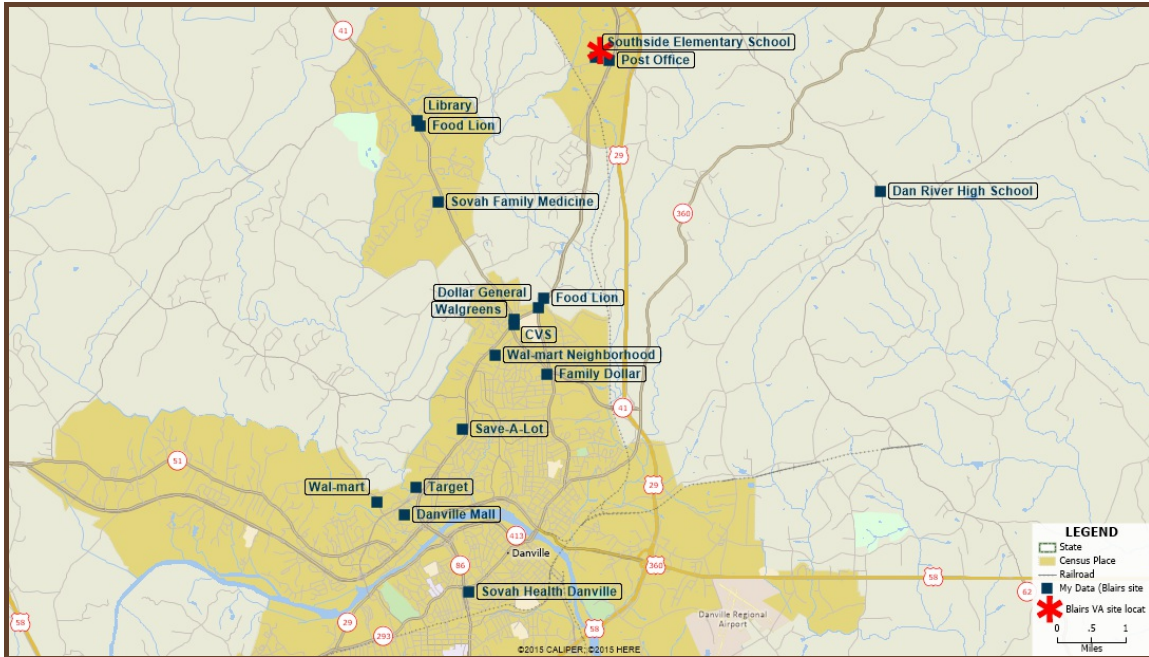 41
Southside Elementary School
Post Office
Library
Food Lion
29
Dan River High School
Sovah Family Medicine
360
Dollar General
Food Lion
Walgreens
CVS
Wal-mart Neighborhood
Family Dollar
41
Save-A-Lot
51
Wal-mart
Target
29
Danville Mall
413
Danville
86
360
58
Sovah Health Danville
62
Danville Regional
Airport
58
29
293
58
LEGEND
State
Census Place
Railroad
My Data (Blairs site
Blairs VA site locat
0 .5 1
Miles
©2015 CALIPER; ©2015 HERE